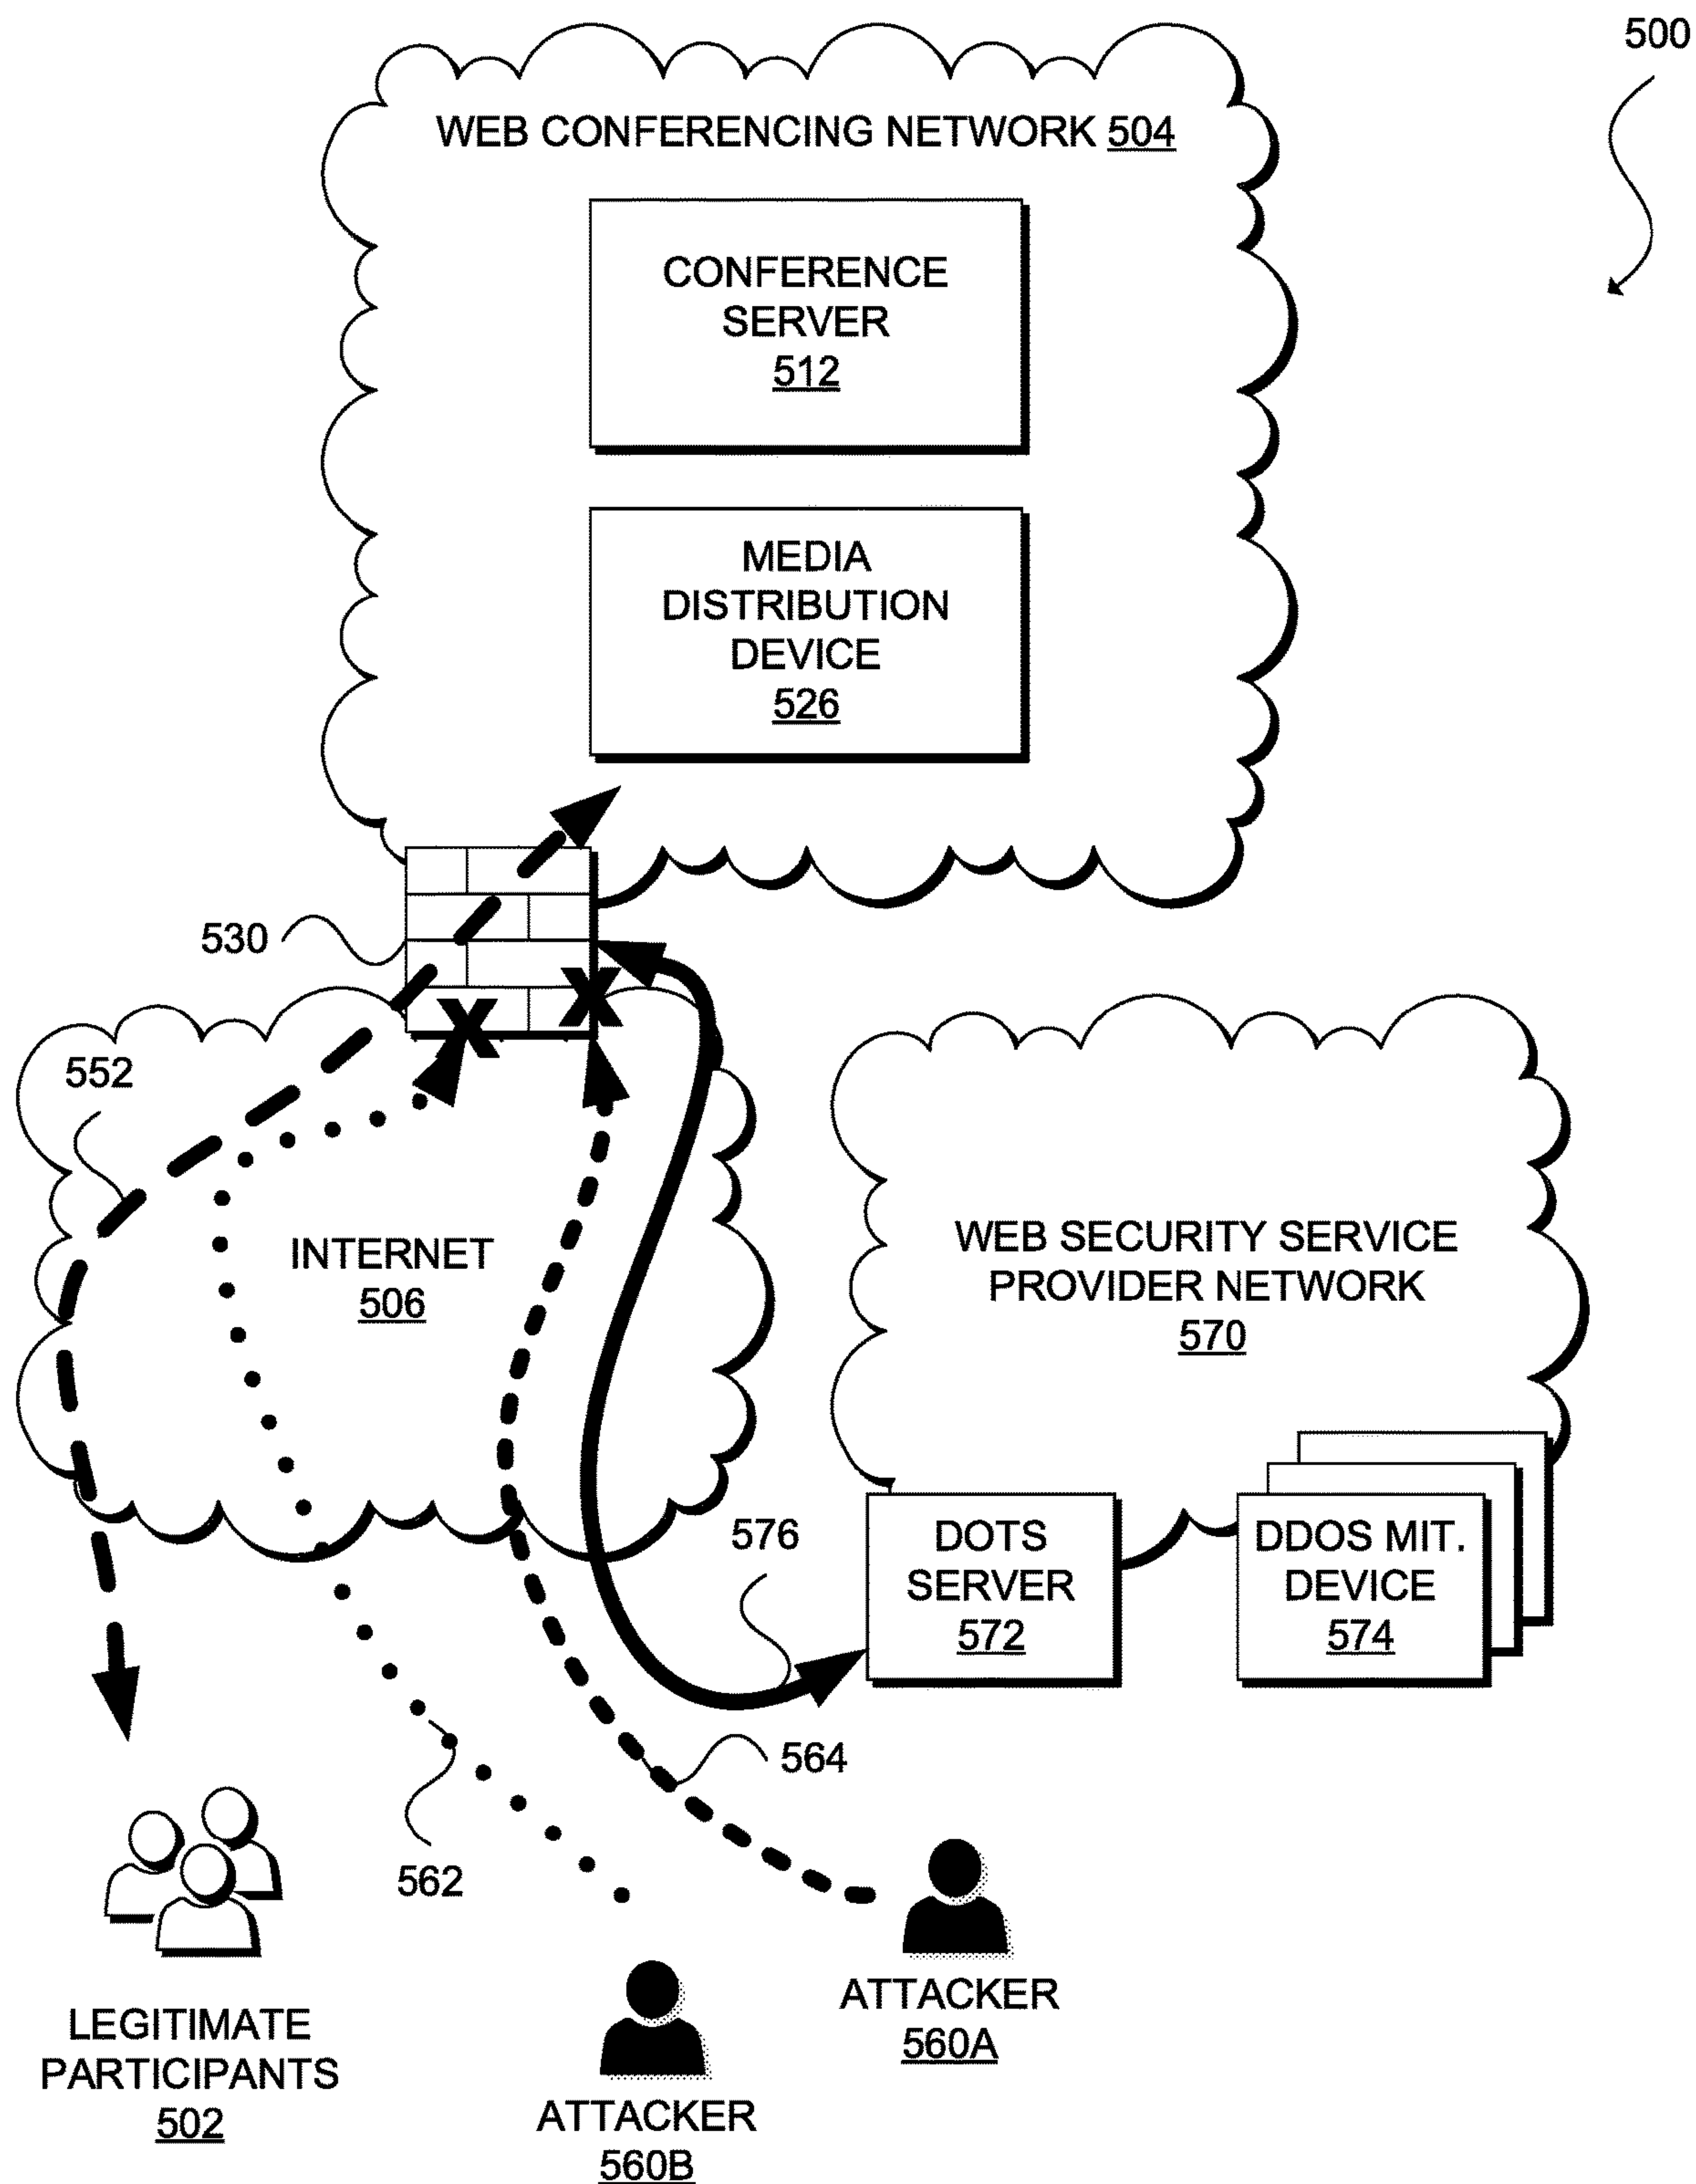 500
WEB CONFERENCING NETWORK 504
CONFERENCE
SERVER
512
MEDIA
DISTRIBUTION
DEVICE
526
530
X
X
552
INTERNET
506
WEB SECURITY SERVICE
PROVIDER NETWORK
570
576
DOTS
SERVER
572
DDOS MIT.
DEVICE
574
564
562
LEGITIMATE
PARTICIPANTS
502
ATTACKER
560A
ATTACKER
560B